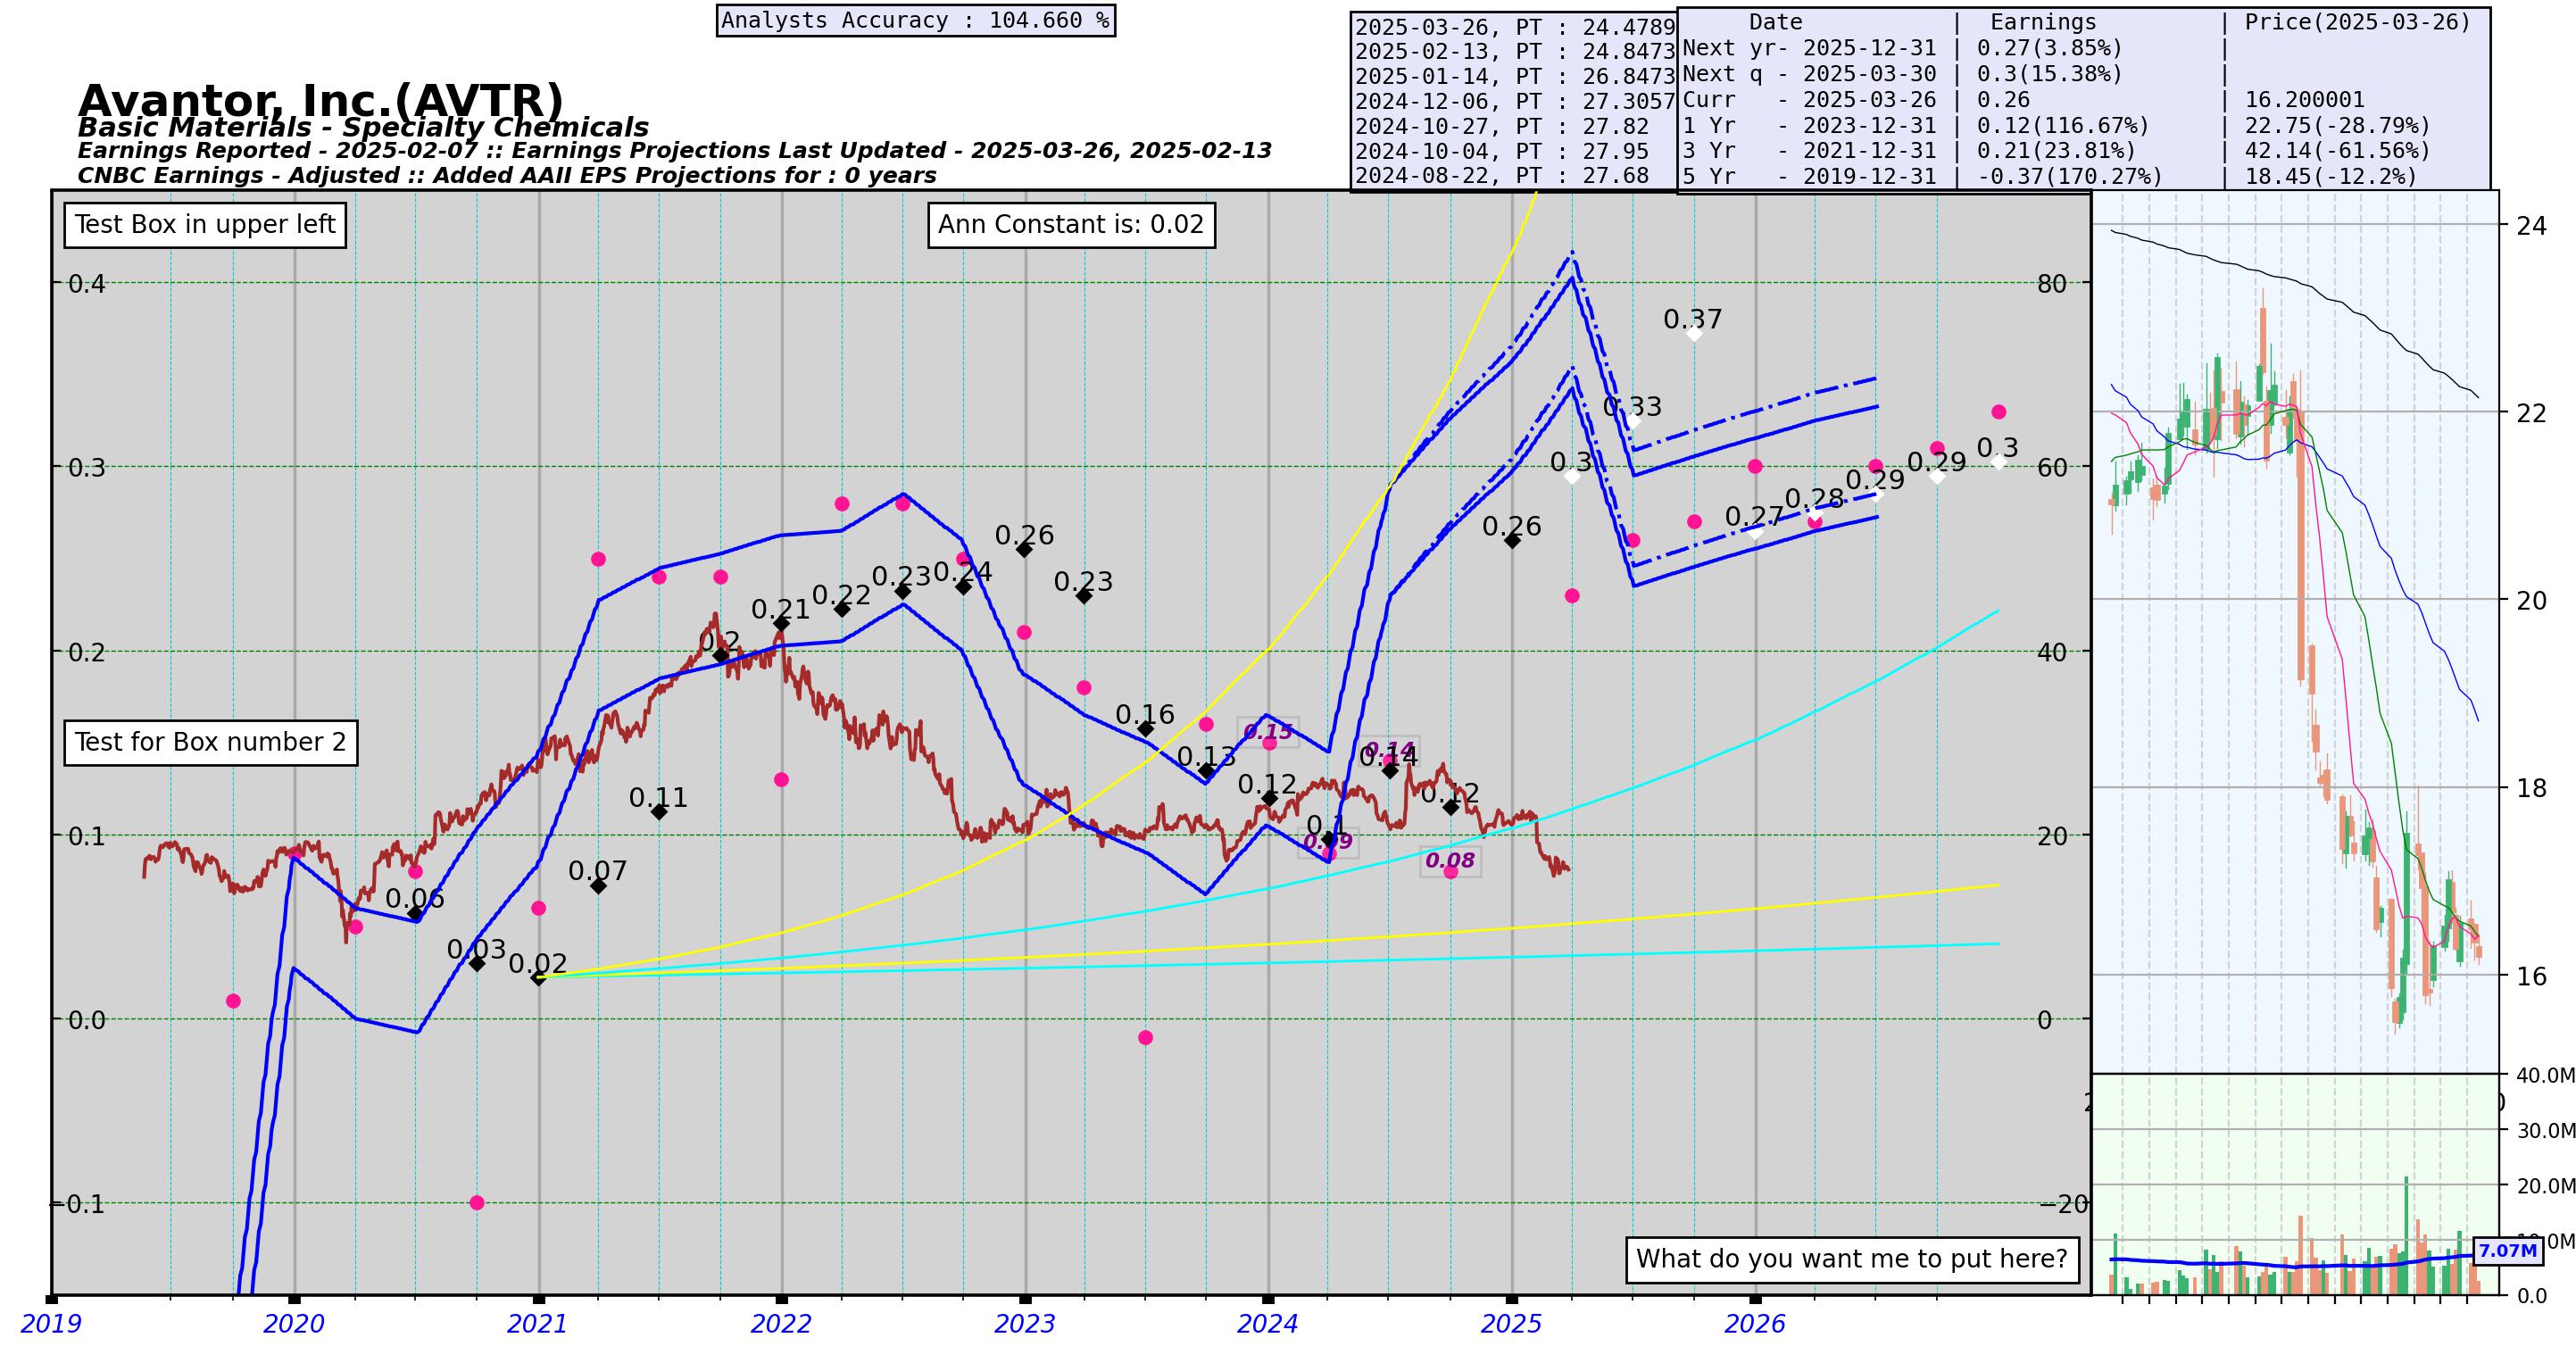 Analysts Accuracy : 104.660 %
2025-03-26, PT : 24.4789
2025-02-13, PT : 24.8473
2025-01-14, PT : 26.8473
2024-12-06, PT : 27.3057
2024-10-27, PT : 27.82
2024-10-04, PT : 27.95
2024-08-22, PT : 27.68
Date | Earnings | Price(2025-03-26)
Next yr- 2025-12-31 | 0.27(3.85%) |
Next q - 2025-03-30 | 0.3(15.38%) |
Curr - 2025-03-26 | 0.26 | 16.200001
1 Yr - 2023-12-31 | 0.12(116.67%) | 22.75(-28.79%)
3 Yr - 2021-12-31 | 0.21(23.81%) | 42.14(-61.56%)
5 Yr - 2019-12-31 | -0.37(170.27%) | 18.45(-12.2%)
Avantor, Inc.(AVTR)
Basic Materials - Specialty Chemicals
Earnings Reported - 2025-02-07 :: Earnings Projections Last Updated - 2025-03-26, 2025-02-13
CNBC Earnings - Adjusted :: Added AAII EPS Projections for : 0 years
Test Box in upper left
Ann Constant is: 0.02
Test for Box number 2
What do you want me to put here?
0.4
0.3
0.2
0.1
0.0
−0.1
80
60
40
20
0
−20
0.06
0.03
0.02
0.07
0.11
0.2
0.21
0.22
0.23
0.24
0.26
0.23
0.16
0.13
0.15
0.12
0.1
0.09
0.14
0.14
0.12
0.08
0.26
0.3
0.33
0.37
0.27
0.28
0.29
0.29
0.3
24
22
20
18
16
40.0M
30.0M
20.0M
7.07M
0.0
2019
2020
2021
2022
2023
2024
2025
2026